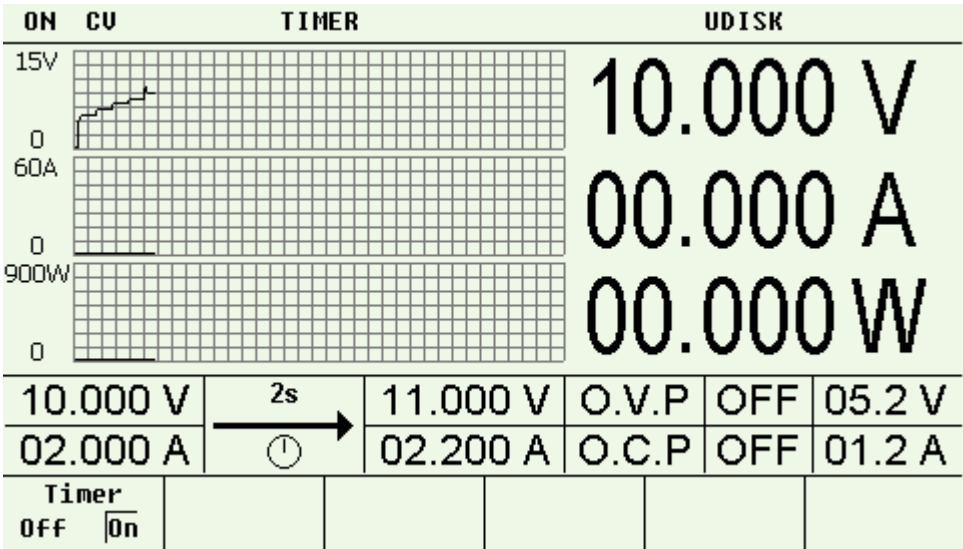 ON CV TIMER UDISK
15V
0
10.000 V
60A
0
00.000 A
900W
0
00.000 W
10.000 V 2s 11.000 V O.V.P OFF 05.2 V
02.000 A 02.200 A O.C.P OFF 01.2 A
Timer
Off On